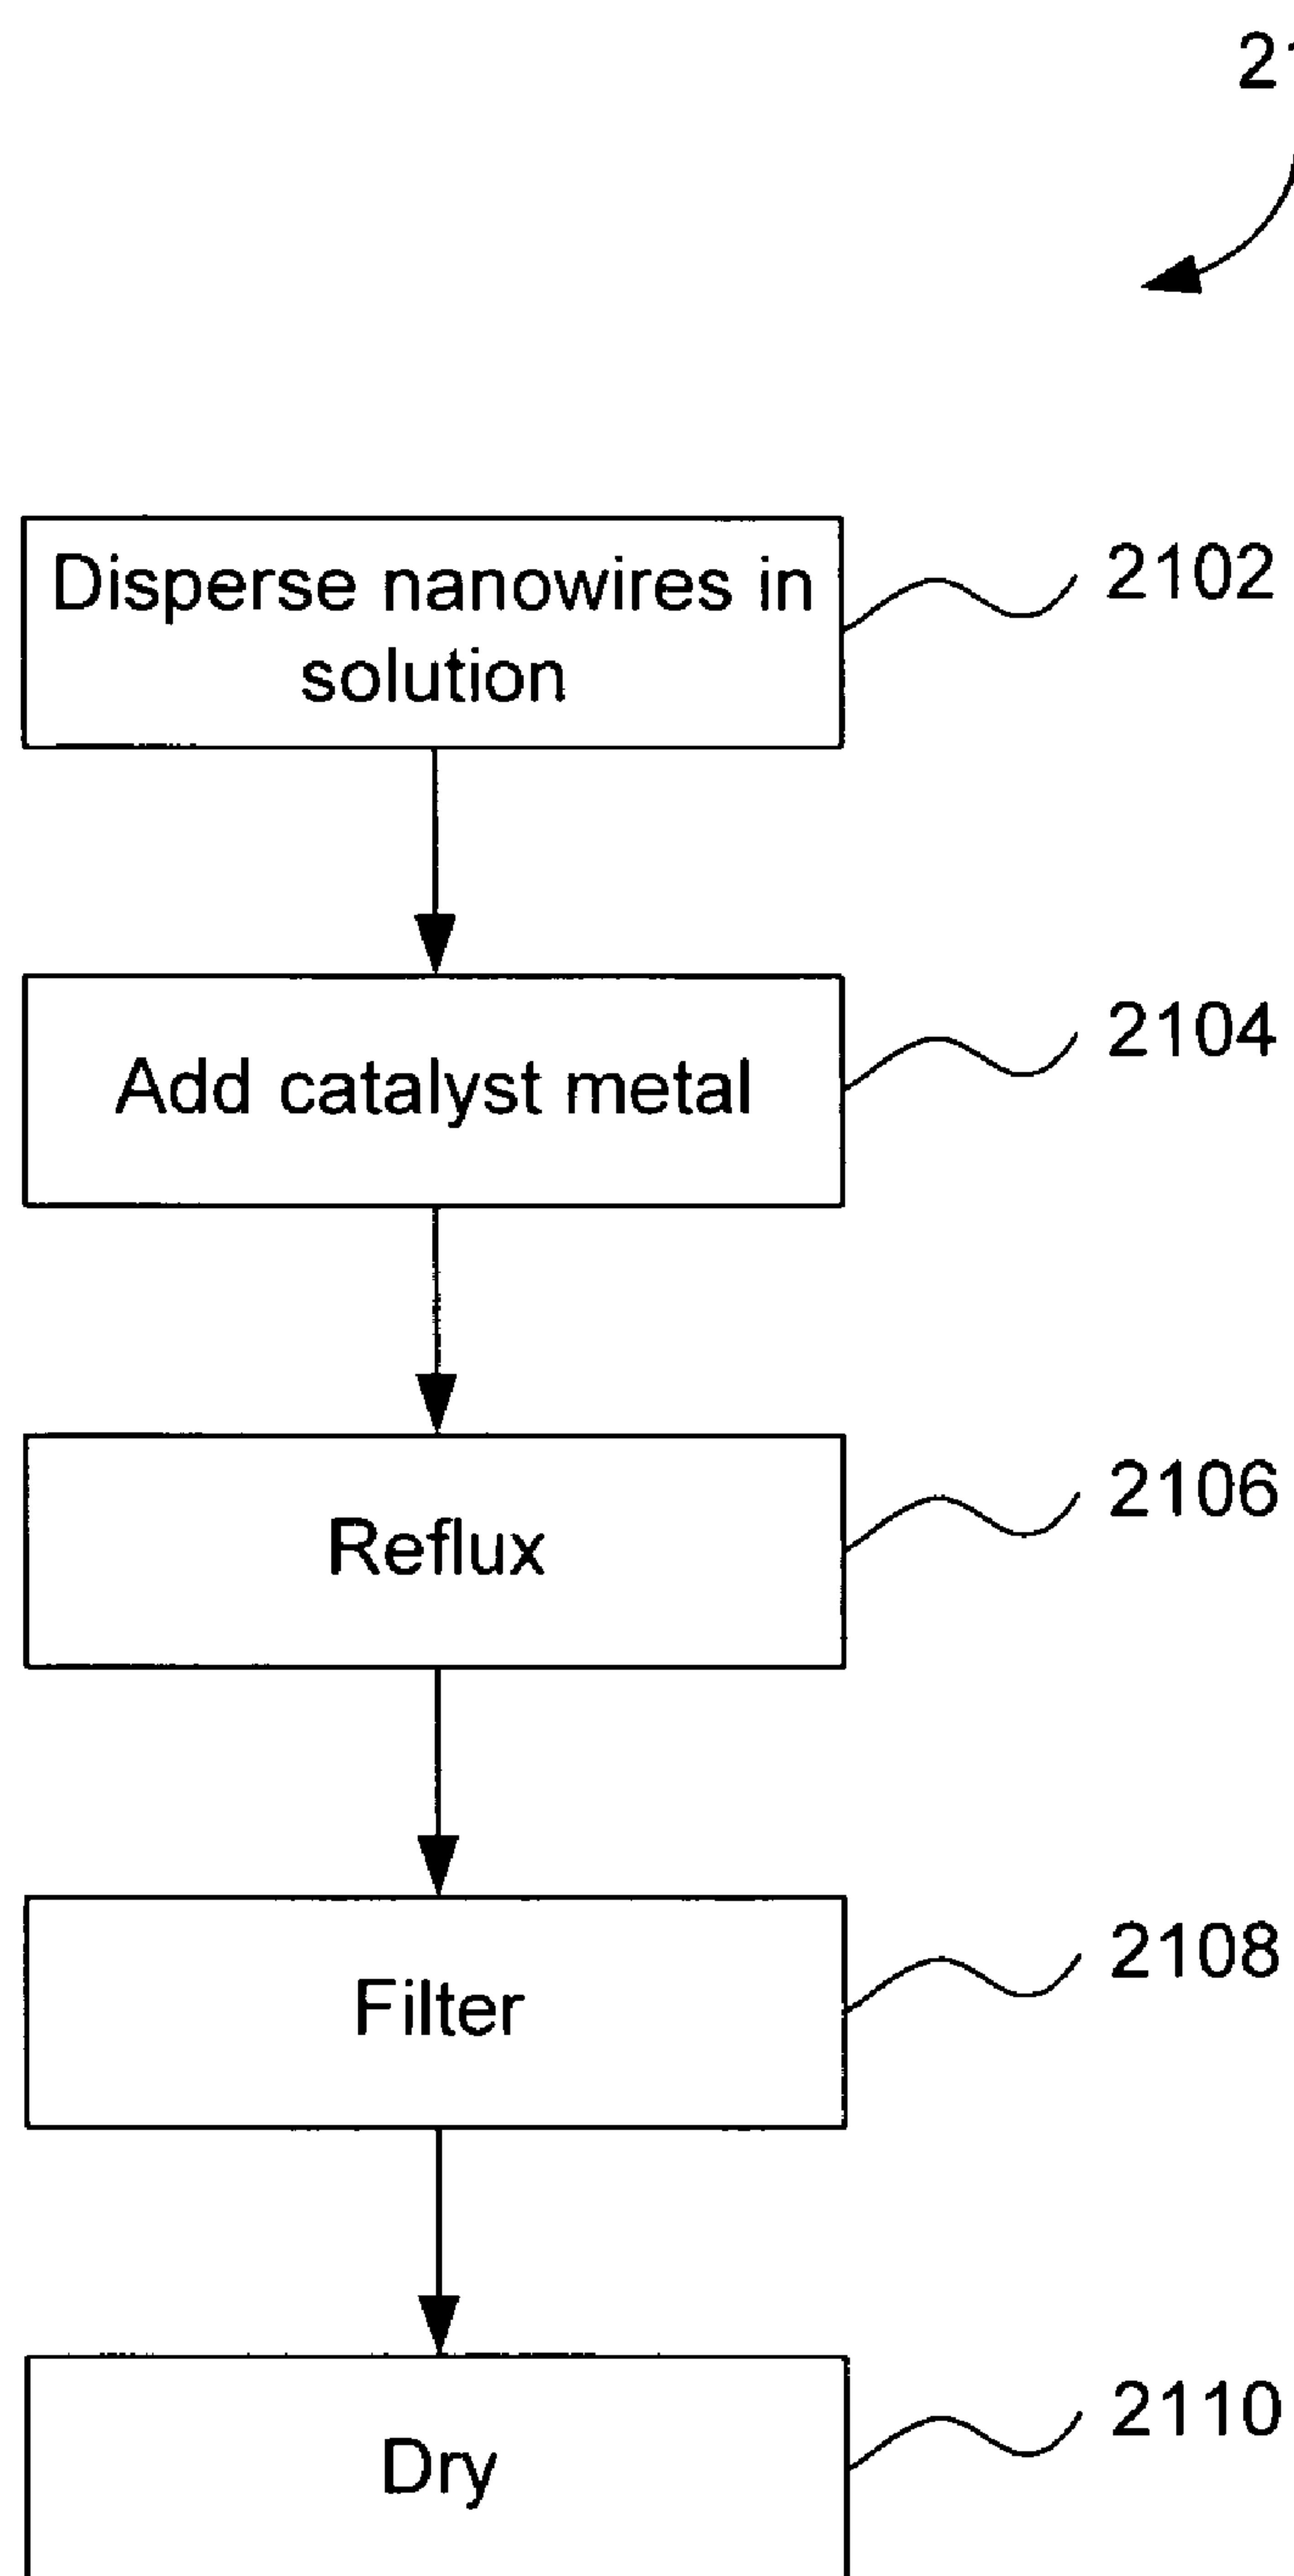 Disperse nanowires in
solution
2102
Add catalyst metal
2104
Reflux
2106
Filter
2108
Dry
2110